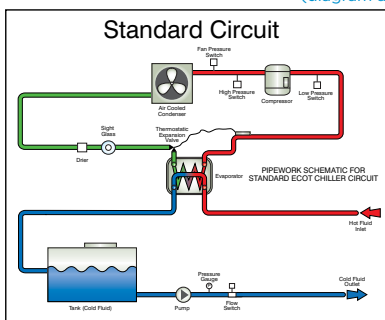 Standard Circuit
Fan Pressure
Switch
High Pressure
Switch
Low Pressure
Switch
Compressor
Air Cooled
Condenser
Thermostatic
Expansion
Valve
Sight
Glass
Drier
Evaporator
PIPEWORK SCHEMATIC FOR
STANDARD ECOT CHILLER CIRCUIT
Hot Fluid
Inlet
Pressure
Gauge
P
Cold Fluid
Outlet
Tank (Cold Fluid)
Pump
Flow
Switch